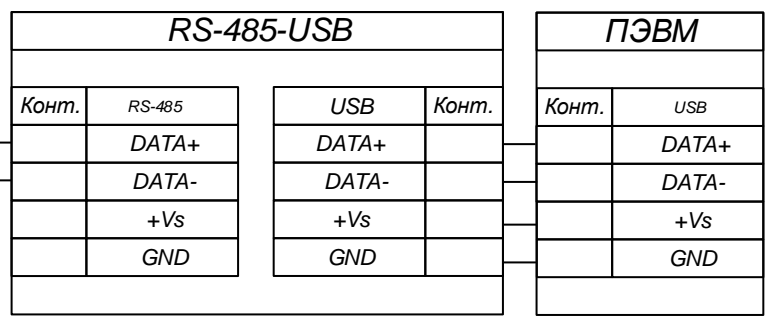 RS-485-USB ПЭВМ
Конт. RS-485 USB Конт. Конт. USB
DATA+ DATA+ DATA+
DATA- DATA- DATA-
+Vs +Vs +Vs
GND GND GND